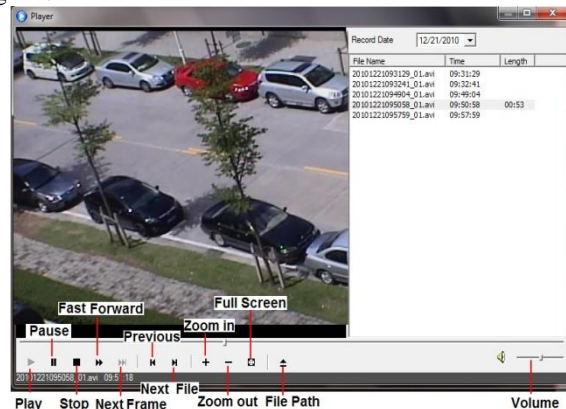 Player
Record Date 12/21/2010
File Name Time Length
20101221093129_01.avi 09:31:29
20101221093241_01.avi 09:32:41
20101221094904_01.avi 09:49:04
20101221095058_01.avi 09:50:58 00:53
20101221095759_01.avi 09:57:59
Full Screen
Fast Forward
Zoom in
Pause
Previous
Next File
20101221095058_01.avi 09:51:18
Play Stop Next Frame Zoom out File Path Volume